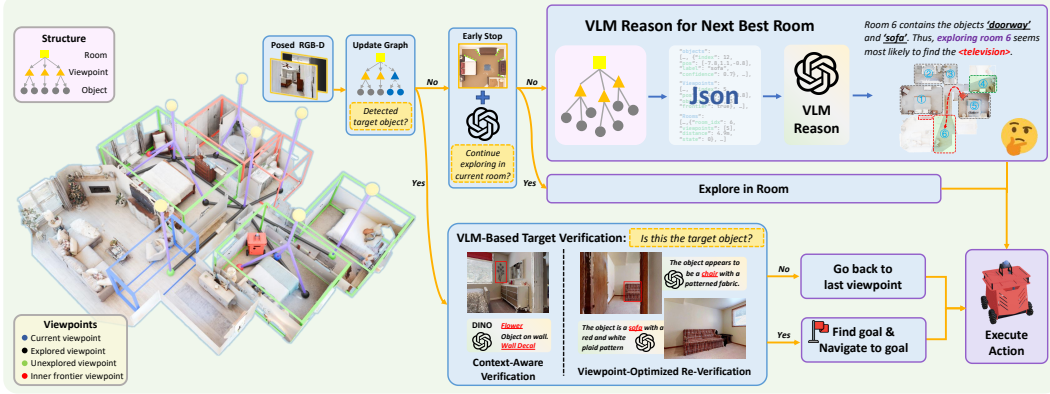 Structure
Room
Viewpoint
Object
Posed RGB-D
Update Graph
Detected
target object?
No
Yes
Early Stop
Continue
exploring in
current room?
No
Yes
VLM Reason for Next Best Room
Json
VLM
Reason
Room 6 contains the objects ‘doorway’
and ‘sofa’. Thus, exploring room 6 seems
most likely to find the <television>.
Explore in Room
VLM-Based Target Verification:
Is this the target object?
DINO
Flower
Object on wall.
Wall Decal
Context-Aware
Verification
The object appears to
be a chair with a
patterned fabric.
The object is a sofa with a
red and white
plaid pattern
Viewpoint-Optimized Re-Verification
No
Go back to
last viewpoint
Yes
Find goal &
Navigate to goal
Execute
Action
Viewpoints
Current viewpoint
Explored viewpoint
Unexplored viewpoint
Inner frontier viewpoint